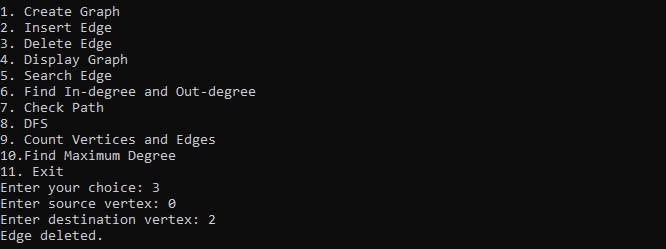 1. Create Graph
2. Insert Edge
3. Delete Edge
4. Display Graph
5. Search Edge
6. Find In-degree and Out-degree
7. Check Path
8. DFS
9. Count Vertices and Edges
10.Find Maximum Degree
11. Exit
Enter your choice: 3
Enter source vertex: 0
Enter destination vertex: 2
Edge deleted.